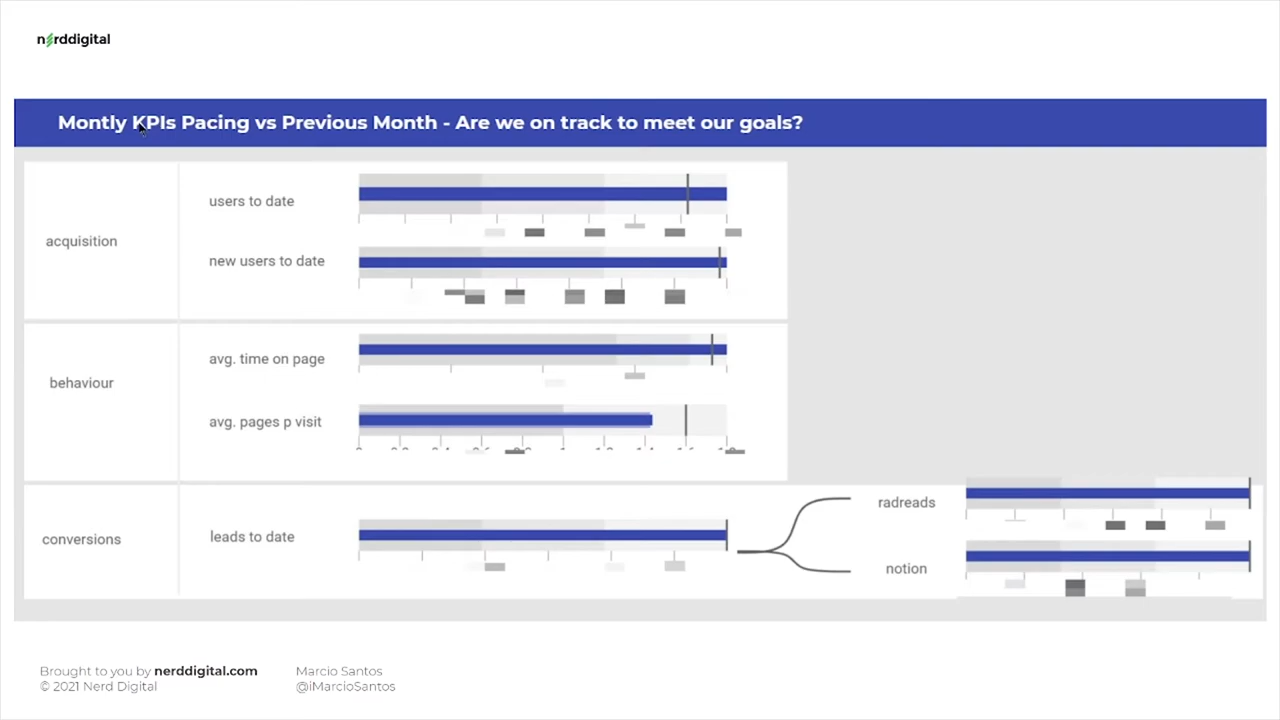 nerddigital
Montly KPIs Pacing vs Previous Month - Are we on track to meet our goals?
acquisition
users to date
new users to date
behaviour
avg. time on page
avg. pages p visit
conversions
leads to date
radreads
notion
Brought to you by nerddigital.com
© 2021 Nerd Digital
Marcio Santos
@iMarcioSantos